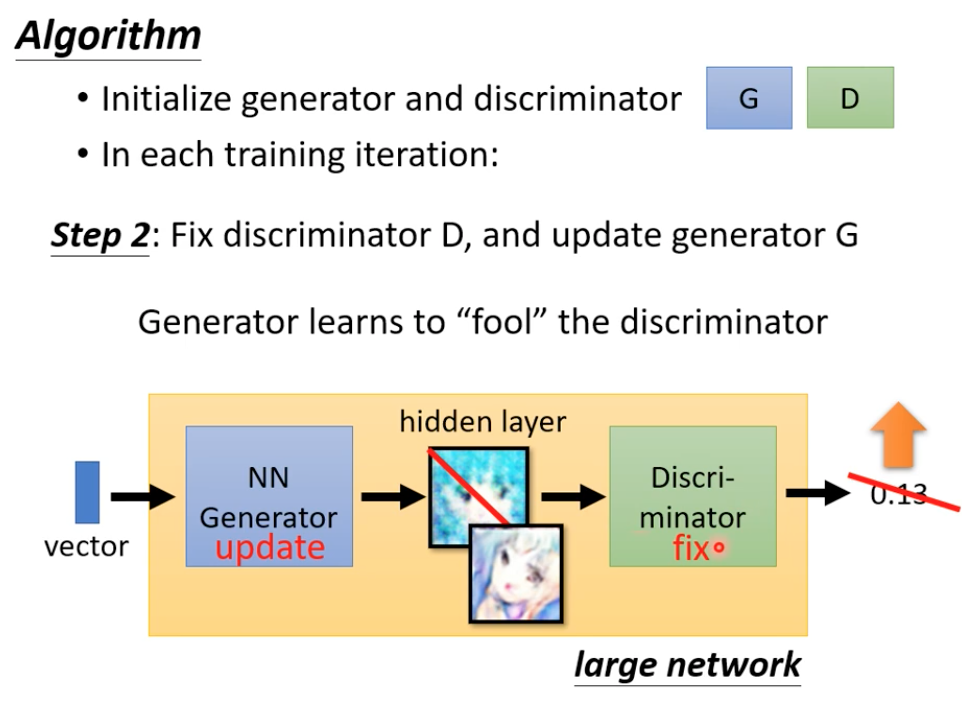 Algorithm
• Initialize generator and discriminator G D
• In each training iteration:
Step 2: Fix discriminator D, and update generator G
Generator learns to “fool” the discriminator
hidden layer
NN
Generator
update
Discri-
minator
fix
vector
0.13
large network